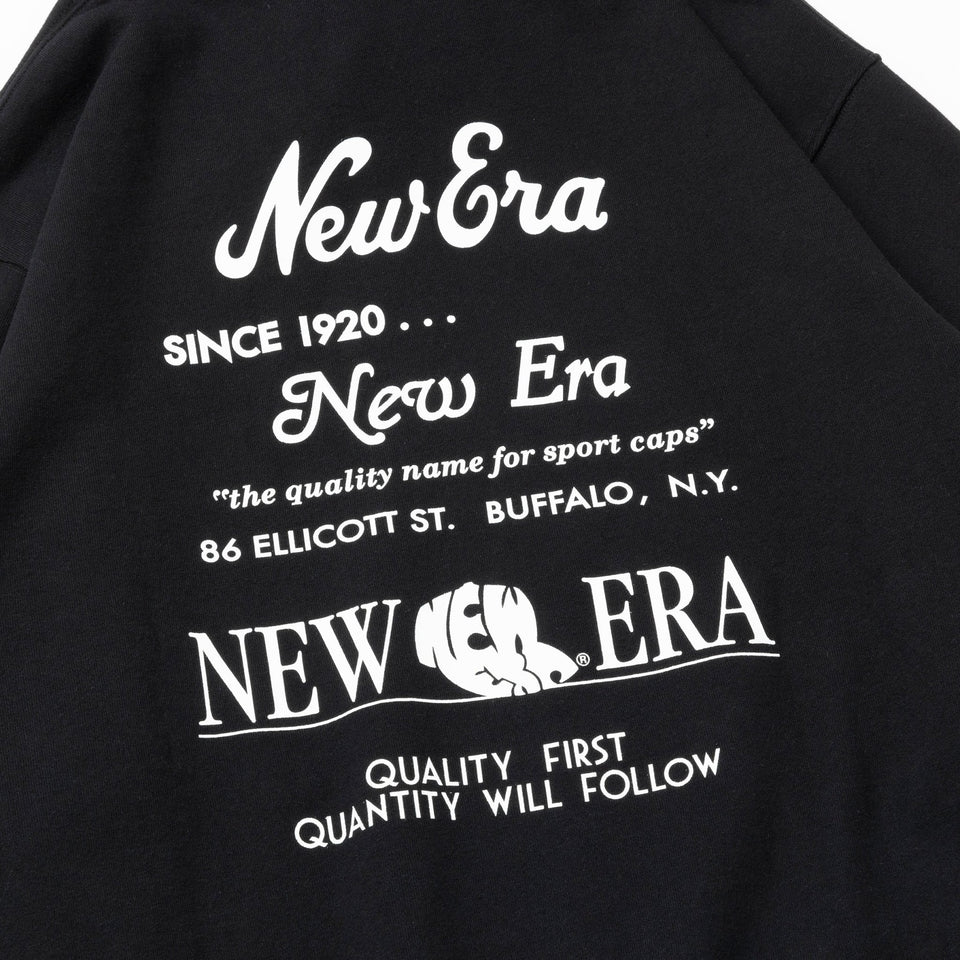 New Era
SINCE 1920...
New Era
"the quality name for sport caps"
86 ELLICOTT ST. BUFFALO, N.Y.
NEW ERA
®
QUALITY FIRST
QUANTITY WILL FOLLOW